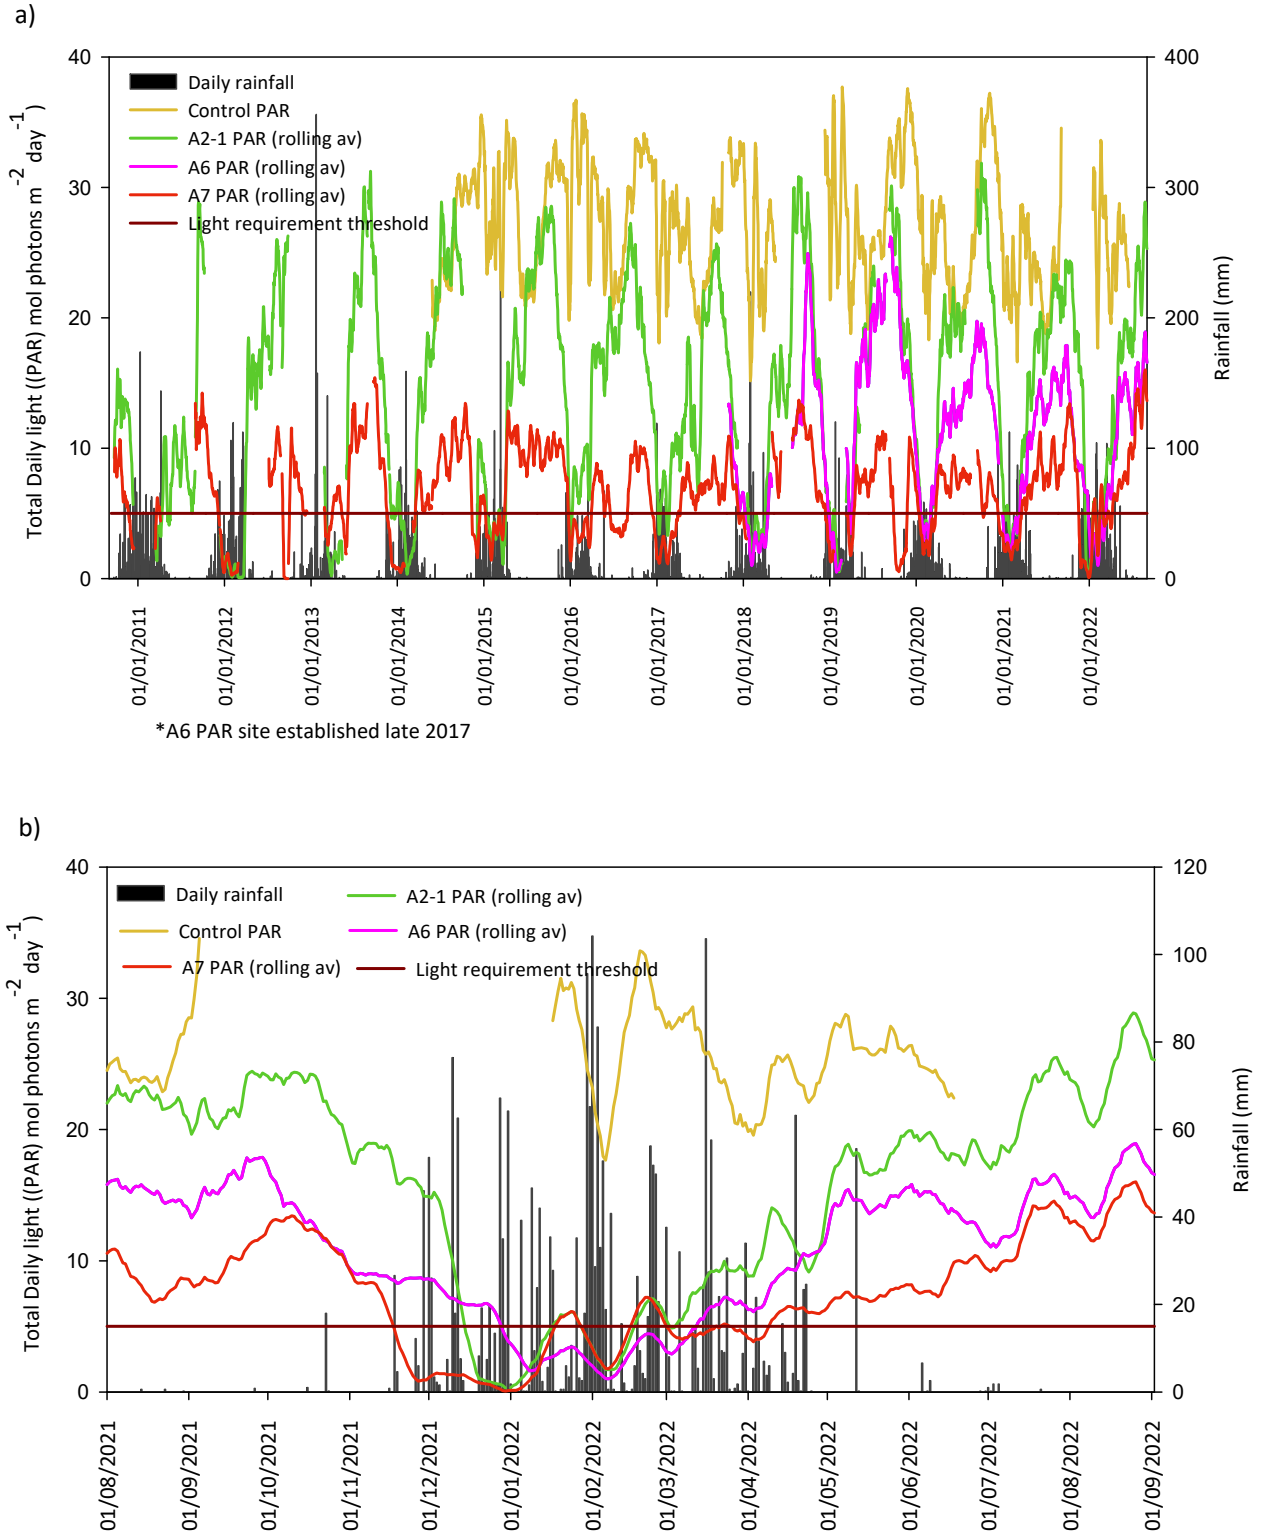 a)
40
400
Daily rainfall
Control PAR
A2-1 PAR (rolling av)
A6 PAR (rolling av)
A7 PAR (rolling av)
Light requirement threshold
30
300
20
200
10
100
0
0
Total Daily light ((PAR) mol photons m-2 day-1)
Rainfall (mm)
01/01/2011
01/01/2012
01/01/2013
01/01/2014
01/01/2015
01/01/2016
01/01/2017
01/01/2018
01/01/2019
01/01/2020
01/01/2021
01/01/2022
*A6 PAR site established late 2017
b)
40
120
Daily rainfall
A2-1 PAR (rolling av)
Control PAR
A6 PAR (rolling av)
A7 PAR (rolling av)
Light requirement threshold
100
30
80
20
60
40
10
20
0
0
Total Daily light ((PAR) mol photons m-2 day-1)
Rainfall (mm)
01/08/2021
01/09/2021
01/10/2021
01/11/2021
01/12/2021
01/01/2022
01/02/2022
01/03/2022
01/04/2022
01/05/2022
01/06/2022
01/07/2022
01/08/2022
01/09/2022